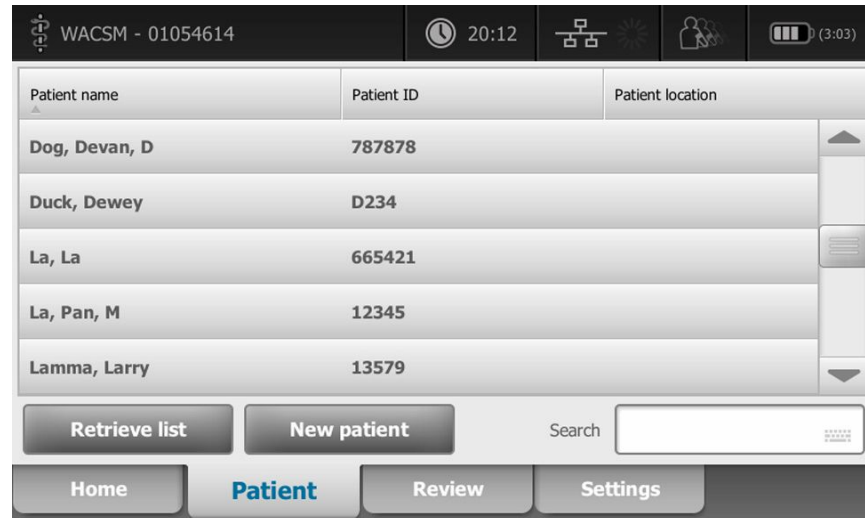 WACSM - 01054614 20:12 (3:03)
Patient name Patient ID Patient location
Dog, Devan, D 787878
Duck, Dewey D234
La, La 665421
La, Pan, M 12345
Lamma, Larry 13579
Retrieve list New patient Search
Home Patient Review Settings